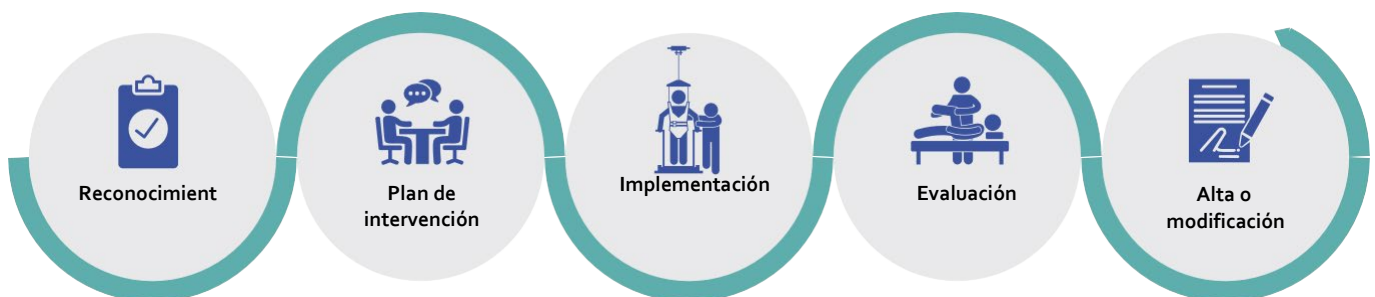 Reconocimient
Plan de
intervención
Implementación
Evaluación
Alta o
modificación